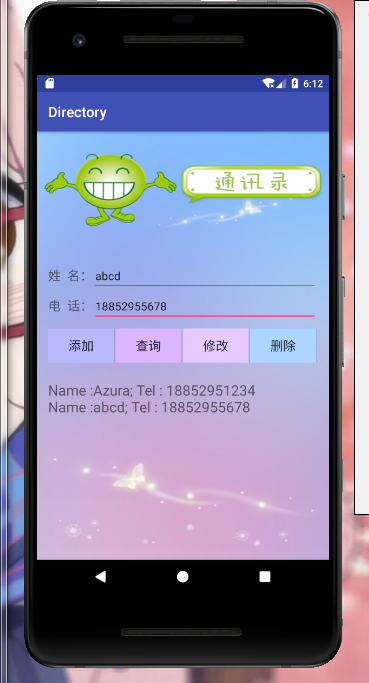 6:12
Directory
通讯录
姓 名： abcd
电 话： 18852955678
添加 查询 修改 删除
Name :Azura; Tel : 18852951234
Name :abcd; Tel : 18852955678